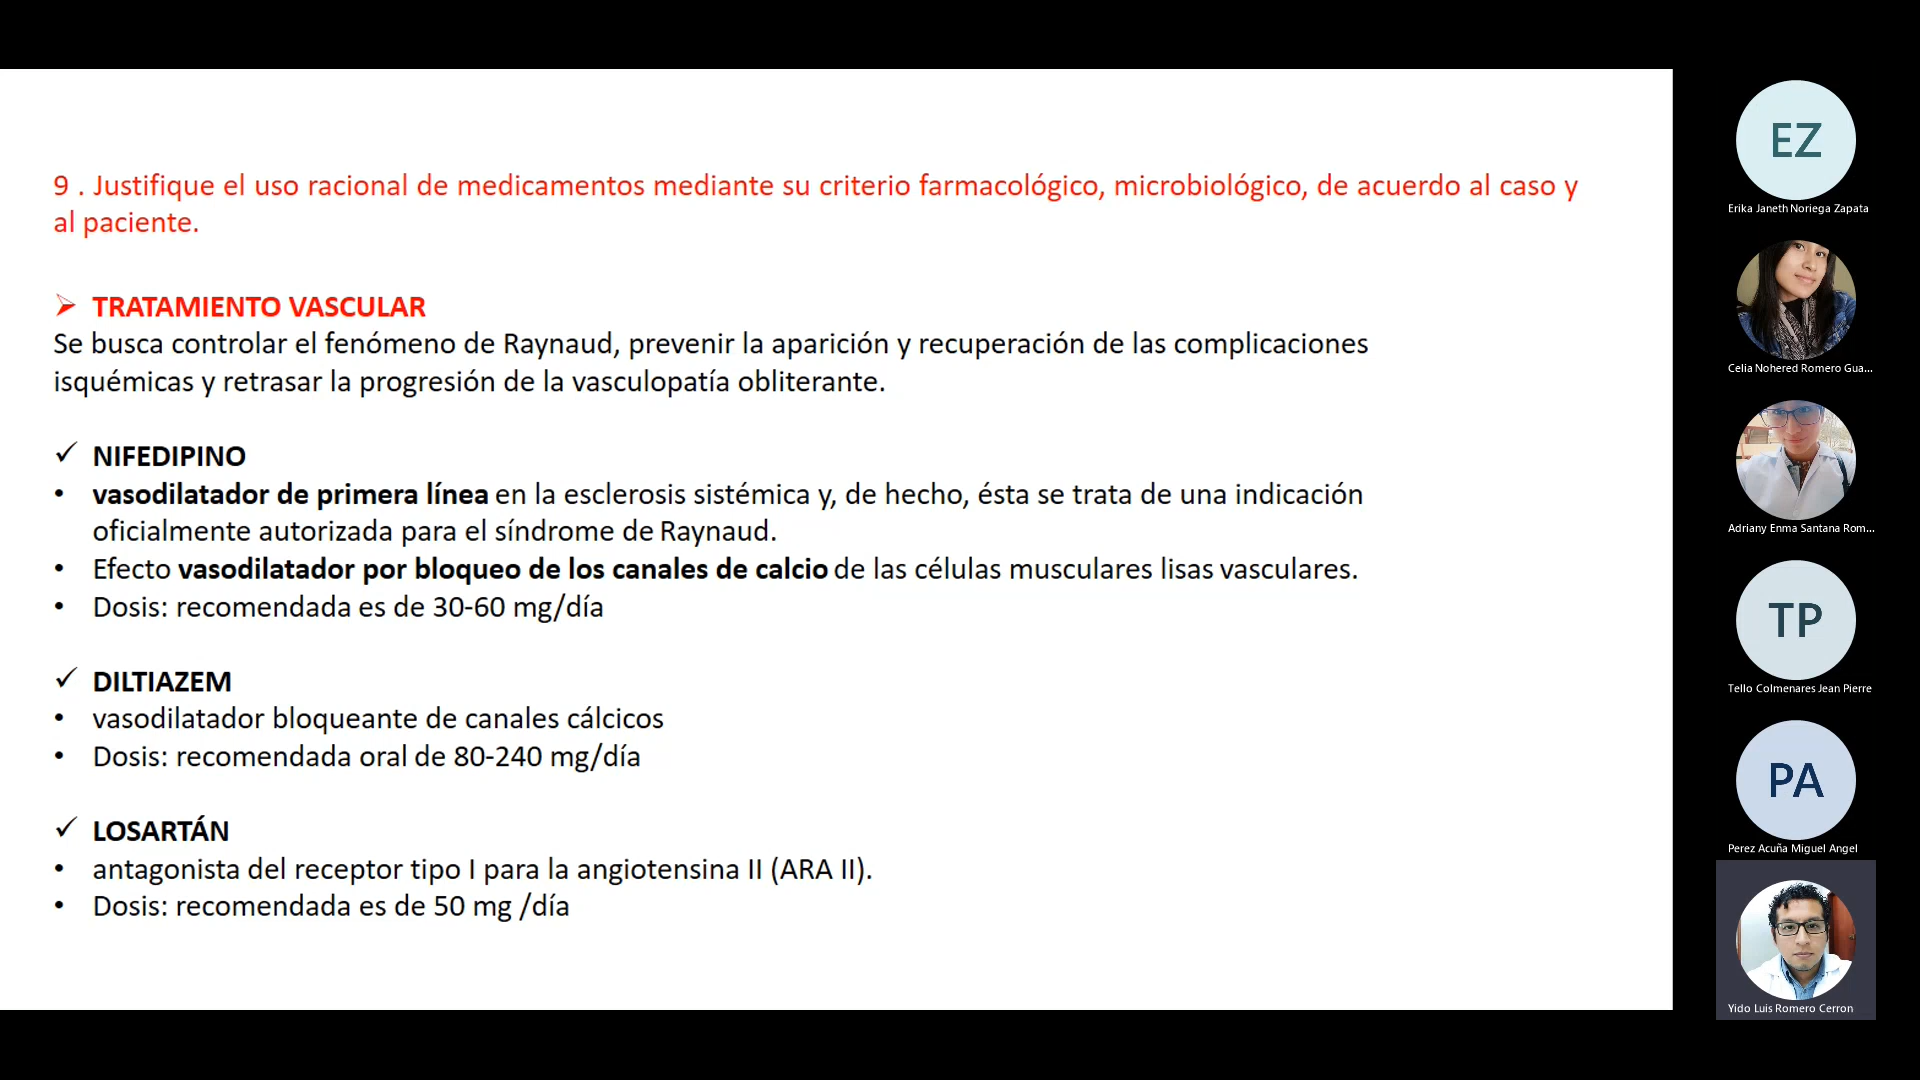 9 . Justifique el uso racional de medicamentos mediante su criterio farmacológico, microbiológico, de acuerdo al caso y
al paciente.
➢ TRATAMIENTO VASCULAR
Se busca controlar el fenómeno de Raynaud, prevenir la aparición y recuperación de las complicaciones
isquémicas y retrasar la progresión de la vasculopatía obliterante.
✓ NIFEDIPINO
• vasodilatador de primera línea en la esclerosis sistémica y, de hecho, ésta se trata de una indicación
oficialmente autorizada para el síndrome de Raynaud.
• Efecto vasodilatador por bloqueo de los canales de calcio de las células musculares lisas vasculares.
• Dosis: recomendada es de 30-60 mg/día
✓ DILTIAZEM
• vasodilatador bloqueante de canales cálcicos
• Dosis: recomendada oral de 80-240 mg/día
✓ LOSARTÁN
• antagonista del receptor tipo I para la angiotensina II (ARA II).
• Dosis: recomendada es de 50 mg /día
EZ
Erika Janeth Noriega Zapata
Celia Nohered Romero Gua...
Adriany Enma Santana Rom...
TP
Tello Colmenares Jean Pierre
PA
Perez Acuña Miguel Angel
Yido Luis Romero Cerron